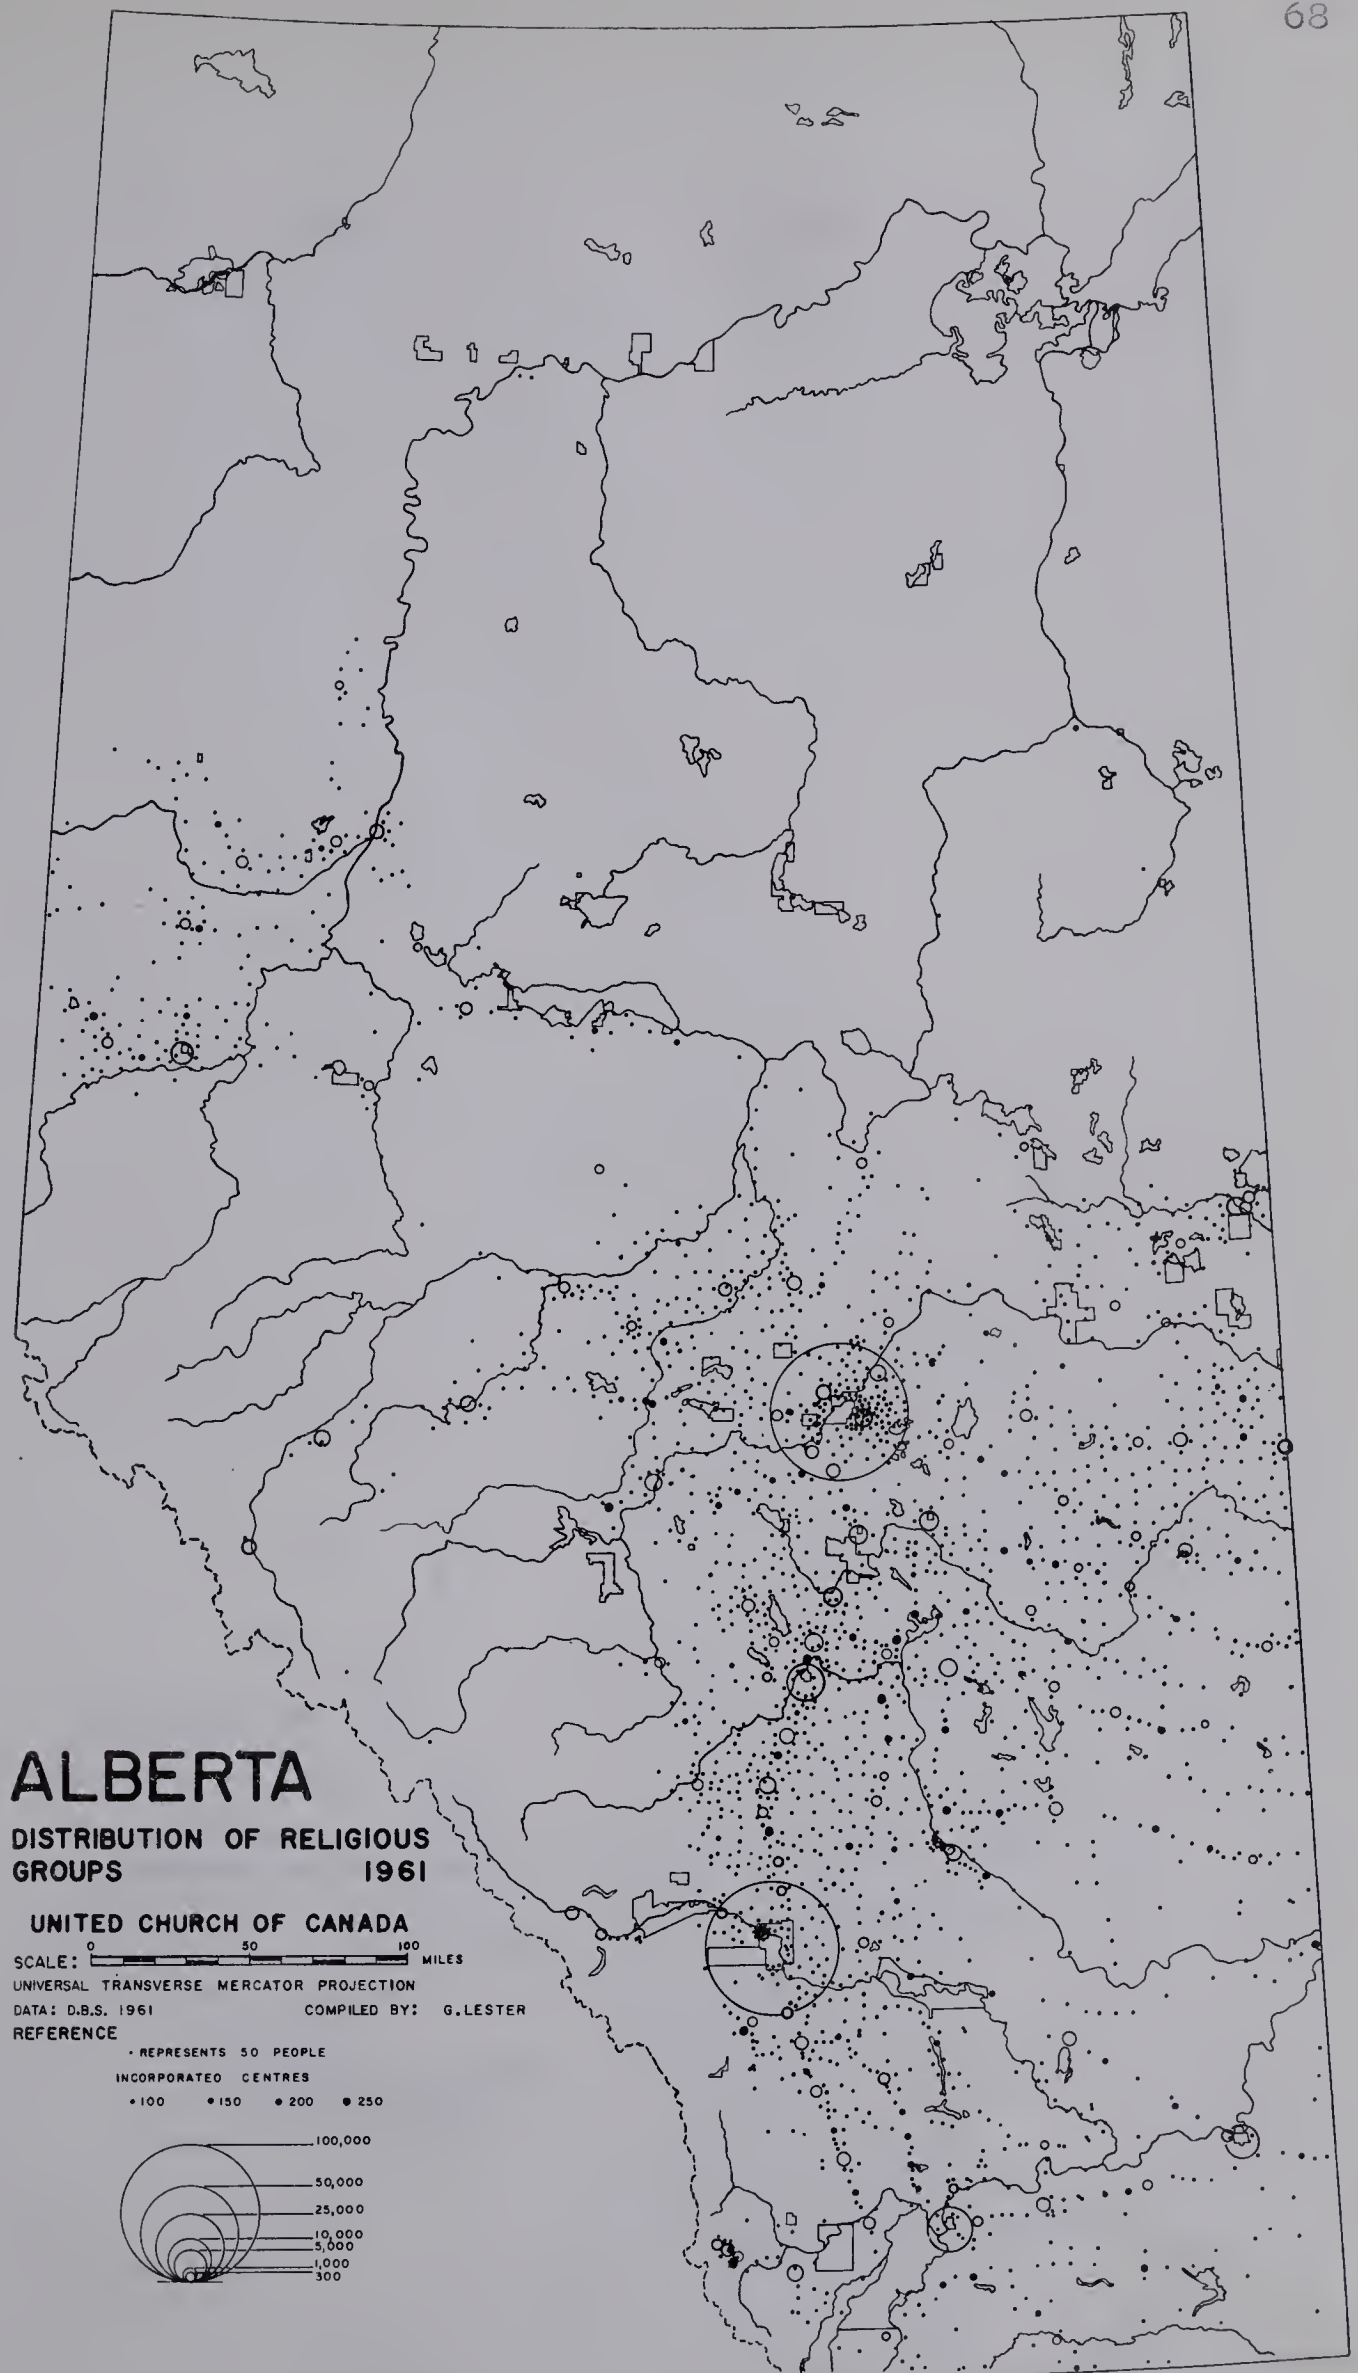 68
ALBERTA
DISTRIBUTION OF RELIGIOUS
GROUPS 1961
UNITED CHURCH OF CANADA
0 50 100
SCALE: MILES
UNIVERSAL TRANSVERSE MERCATOR PROJECTION
DATA: D.B.S. 1961 COMPILED BY: G.LESTER
REFERENCE
· REPRESENTS 50 PEOPLE
INCORPORATED CENTRES
•100 •150 •200 •250
100,000
50,000
25,000
10,000
5,000
1,000
300